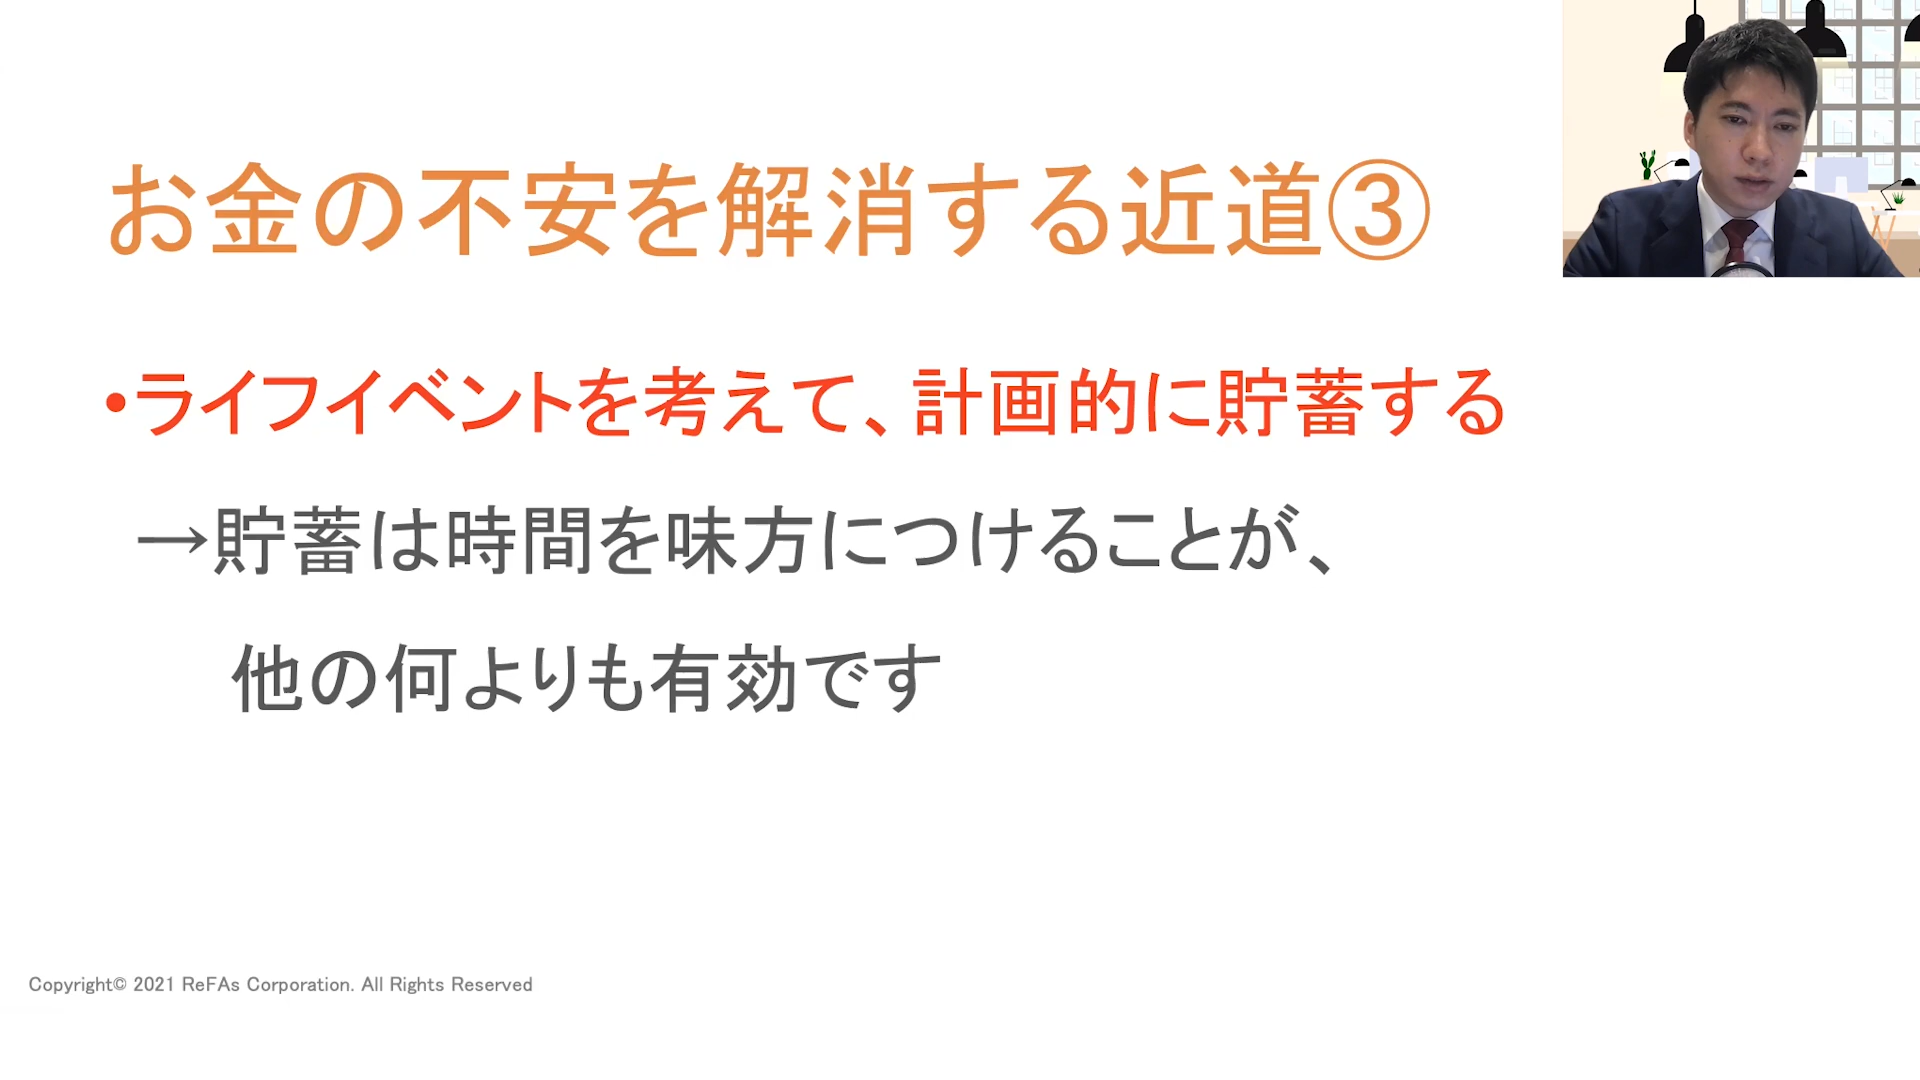 お金の不安を解消する近道③
•ライフイベントを考えて、計画的に貯蓄する
→貯蓄は時間を味方につけることが、
他の何よりも有効です
Copyright© 2021 ReFAs Corporation. All Rights Reserved